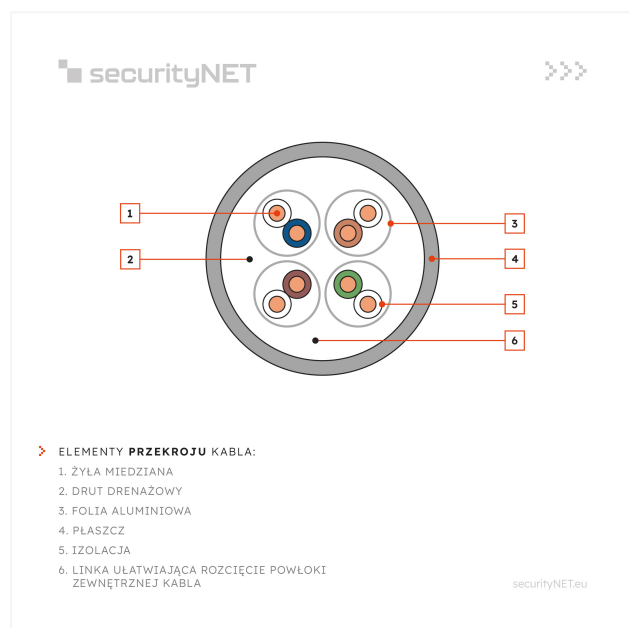 securityNET
1
2
3
4
5
6
ELEMENTY PRZEKROJU KABLA:
1. ŻYŁA MIEDZIANA
2. DRUT DRENAŻOWY
3. FOLIA ALUMINIOWA
4. PŁASZCZ
5. IZOLACJA
6. LINKA UŁATWIAJĄCA ROZCIĘCIE POWŁOKI
ZEWNĘTRZNEJ KABLA
securityNET.eu